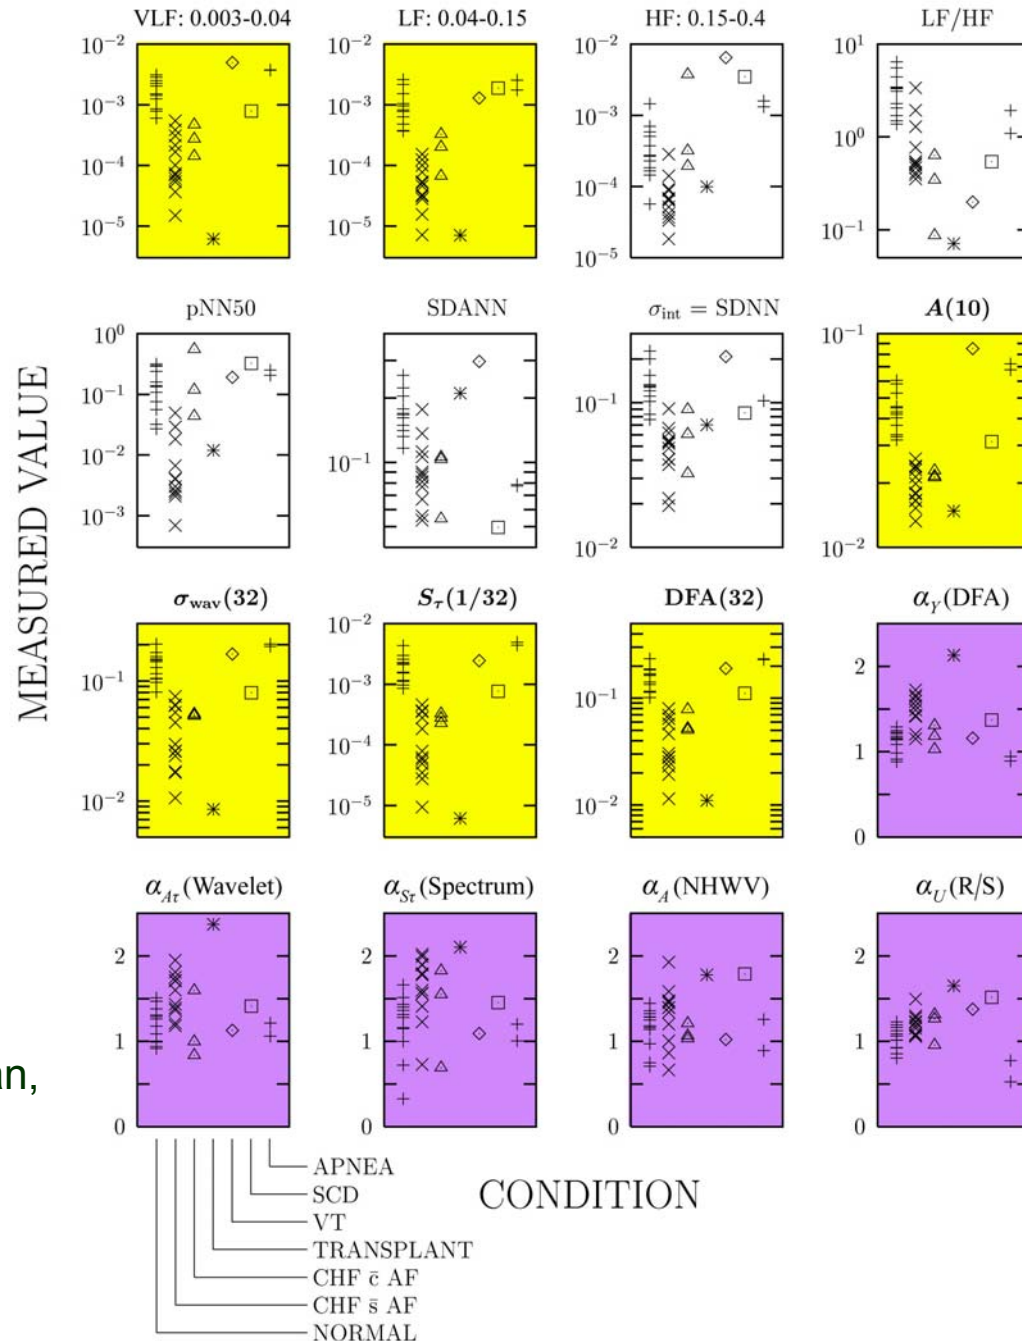 VLF: 0.003-0.04 LF: 0.04-0.15 HF: 0.15-0.4 LF/HF
10⁻² 10⁻² 10⁻² 10¹
10⁻³ 10⁻³ 10⁻³ 10⁰
10⁻⁴ 10⁻⁴ 10⁻⁴
10⁻⁵ 10⁻⁵ 10⁻⁵ 10⁻¹
pNN50 SDANN σ_int = SDNN A(10)
10⁰ 10⁻¹
10⁻¹ 10⁻¹ 10⁻¹
10⁻²
10⁻³ 10⁻² 10⁻²
MEASURED VALUE
σ_wav(32) S_τ(1/32) DFA(32) α_Y(DFA)
10⁻² 2
10⁻¹ 10⁻³ 10⁻¹
10⁻⁴ 1
10⁻² 10⁻⁵ 10⁻² 0
α_Aτ(Wavelet) α_Sτ(Spectrum) α_A(NHWV) α_U(R/S)
2 2 2 2
1 1 1 1
an,
0 0 0 0
APNEA
SCD
CONDITION
VT
TRANSPLANT
CHF c̄ AF
CHF s̄ AF
NORMAL